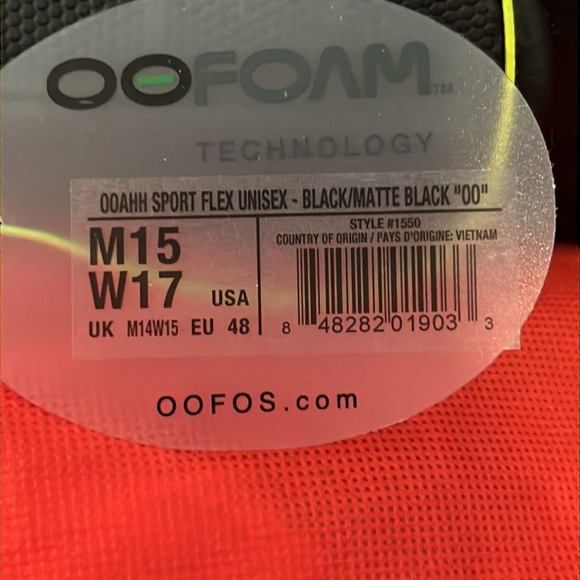 OOFOAM™
TECHNOLOGY
OOAHH SPORT FLEX UNISEX - BLACK/MATTE BLACK "OO"
M15
W17 USA
UK M14W15 EU 48
STYLE #1550
COUNTRY OF ORIGIN / PAYS D'ORIGINE: VIETNAM
8 48282 01903 3
OOFOS.com